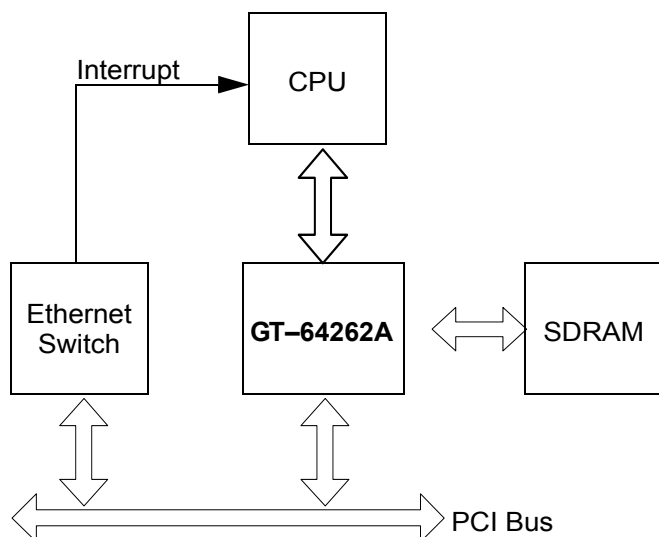 Interrupt
CPU
Ethernet
Switch
GT–64262A
SDRAM
PCI Bus